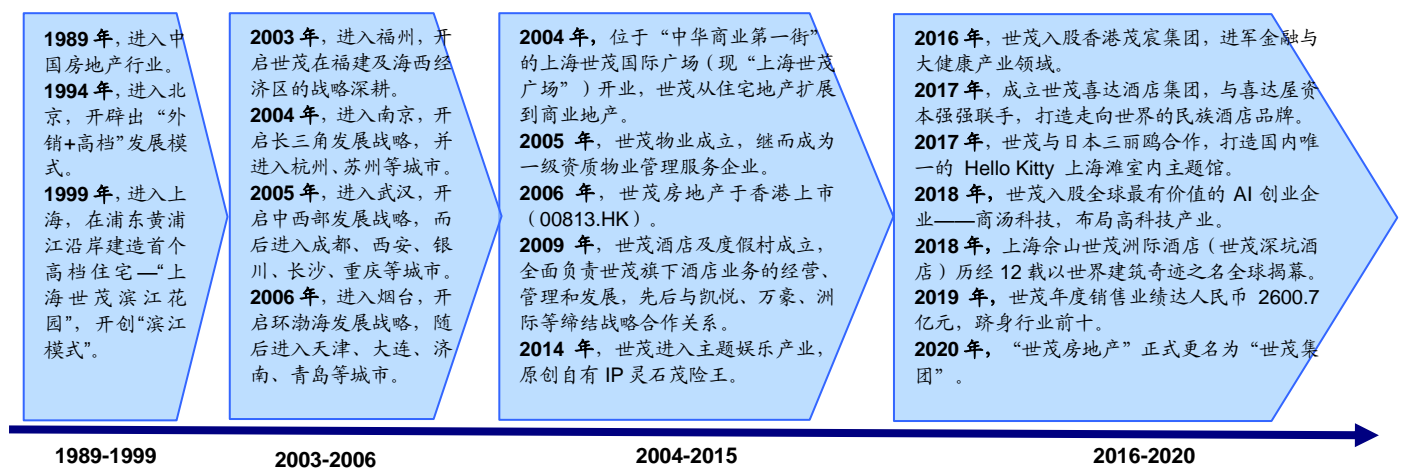 1989 年，进入中
国房地产行业。
1994 年，进入北
京，开辟出“外
销+高档”发展模
式。
1999 年，进入上
海，在浦东黄浦
江沿岸建造首个
高档住宅—“上
海世茂滨江花
园”，开创“滨江
模式”。
2003 年，进入福州，开
启世茂在福建及海西经
济区的战略深耕。
2004 年，进入南京，开
启长三角发展战略，并
进入杭州、苏州等城市。
2005 年，进入武汉，开
启中西部发展战略，而
后进入成都、西安、银
川、长沙、重庆等城市。
2006 年，进入烟台，开
启环渤海发展战略，随
后进入天津、大连、济
南、青岛等城市。
2004 年，位于“中华商业第一街”
的上海世茂国际广场（现“上海世茂
广场”）开业，世茂从住宅地产扩展
到商业地产。
2005 年，世茂物业成立，继而成为
一级资质物业管理服务企业。
2006 年，世茂房地产于香港上市
（00813.HK）。
2009 年，世茂酒店及度假村成立，
全面负责世茂旗下酒店业务的经营、
管理和发展，先后与凯悦、万豪、洲
际等缔结战略合作关系。
2014 年，世茂进入主题娱乐产业，
原创自有 IP 灵石茂险王。
2016 年，世茂入股香港茂宸集团，进军金融与
大健康产业领域。
2017 年，成立世茂喜达酒店集团，与喜达屋资
本强强联手，打造走向世界的民族酒店品牌。
2017 年，世茂与日本三丽鸥合作，打造国内唯
一的 Hello Kitty 上海滩室内主题馆。
2018 年，世茂入股全球最有价值的 AI 创业企
业——商汤科技，布局高科技产业。
2018 年，上海佘山世茂洲际酒店（世茂深坑酒
店）历经 12 载以世界建筑奇迹之名全球揭幕。
2019 年，世茂年度销售业绩达人民币 2600.7
亿元，跻身行业前十。
2020 年，“世茂房地产”正式更名为“世茂集
团”。
1989-1999
2003-2006
2004-2015
2016-2020